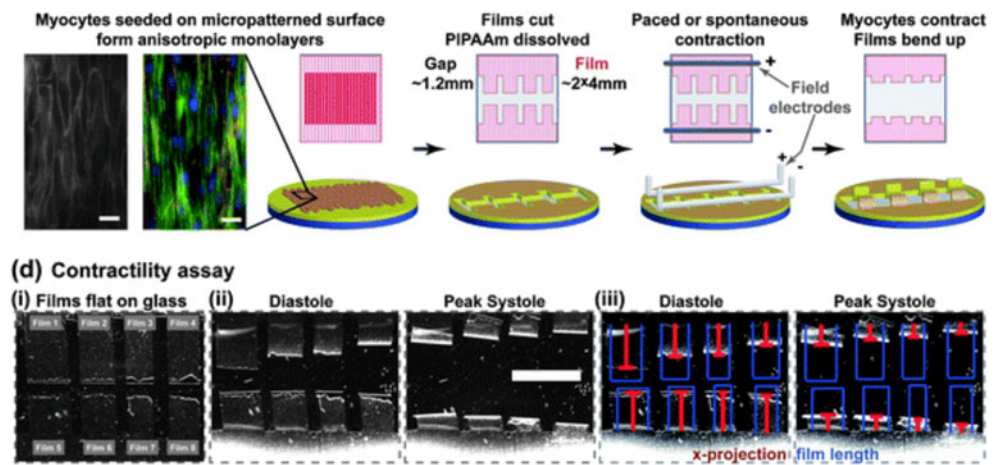 Myocytes seeded on micropatterned surface
form anisotropic monolayers
Films cut
PIPAAm dissolved
Gap
~1.2mm
Film
~2x4mm
Paced or spontaneous
contraction
+
-
Field
electrodes
+
-
Myocytes contract
Films bend up
(d) Contractility assay
(i) Films flat on glass
Film 1 Film 2 Film 3 Film 4
Film 5 Film 6 Film 7 Film 8
(ii) Diastole
Peak Systole
(iii) Diastole
Peak Systole
x-projection film length